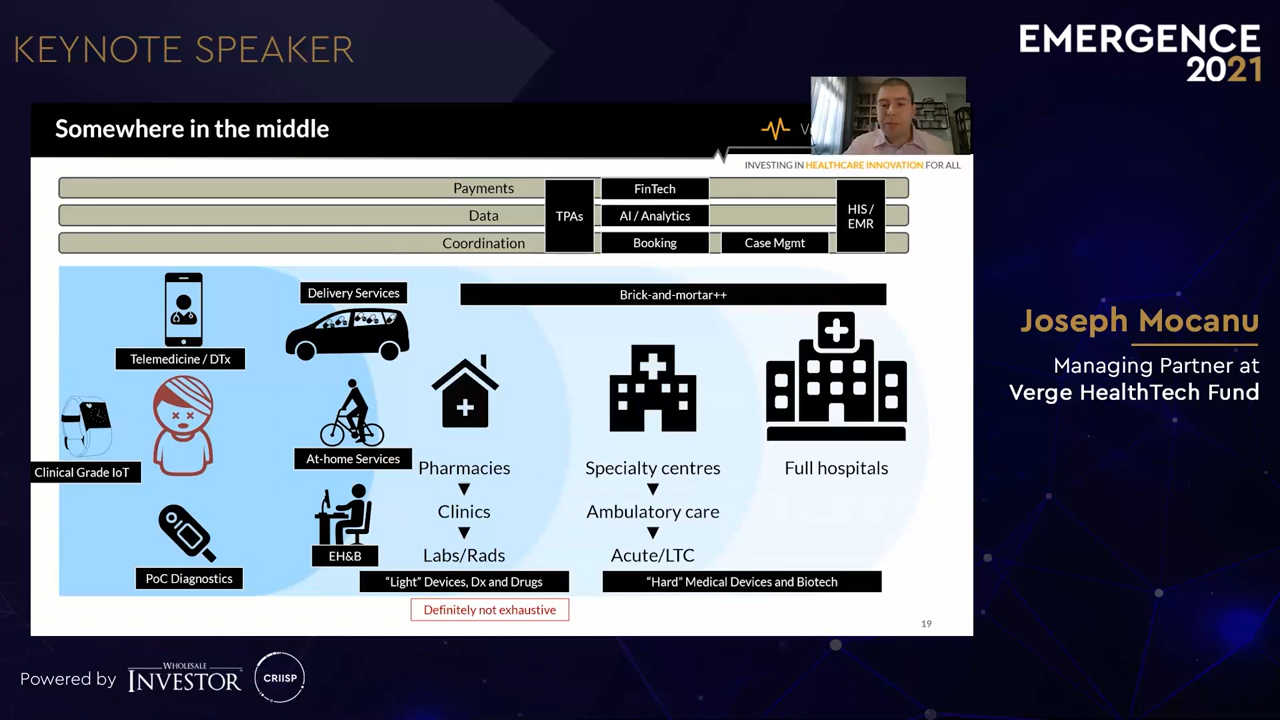 KEYNOTE SPEAKER
EMERGENCE
2021
Somewhere in the middle
INVESTING IN HEALTHCARE INNOVATION FOR ALL
Payments
Data
Coordination
TPAs
FinTech
AI / Analytics
Booking
Case Mgmt
HIS /
EMR
Delivery Services
Brick-and-mortar++
Telemedicine / DTx
Clinical Grade IoT
At-home Services
EH&B
PoC Diagnostics
Pharmacies
Clinics
Labs/Rads
Specialty centres
Ambulatory care
Acute/LTC
Full hospitals
“Light” Devices, Dx and Drugs
“Hard” Medical Devices and Biotech
Definitely not exhaustive
19
Joseph Mocanu
Managing Partner at
Verge HealthTech Fund
Powered by
WHOLESALE
INVESTOR
CRIISP